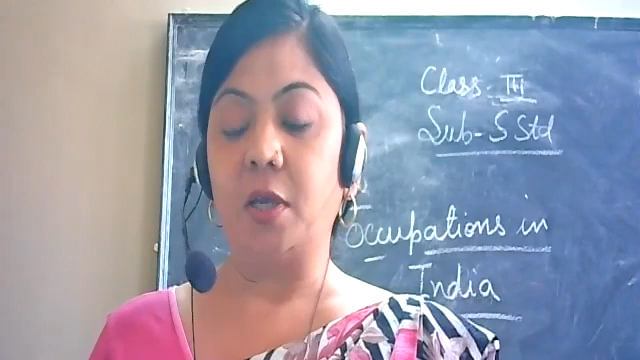 Class - III
Sub - S Std
Occupations in
India